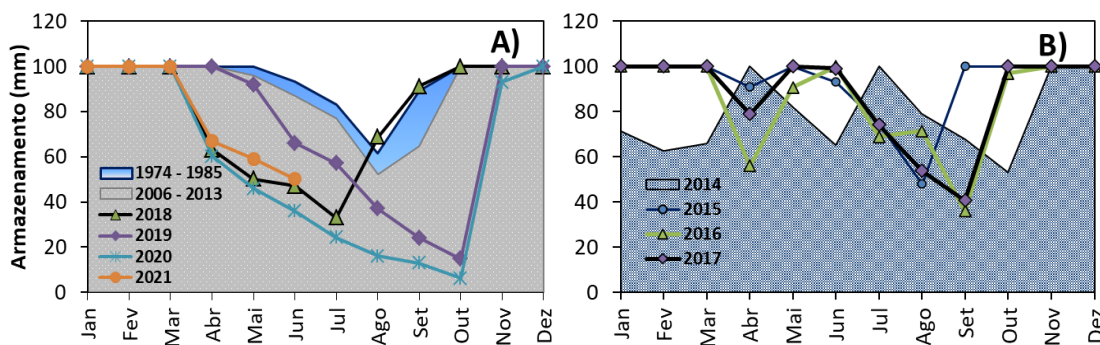 Armazenamento (mm)
120
100
80
60
40
20
0
A)
1974 - 1985
2006 - 2013
2018
2019
2020
2021
Jan
Fev
Mar
Abr
Mai
Jun
Jul
Ago
Set
Out
Nov
Dez
120
100
80
60
40
20
0
B)
2014
2015
2016
2017
Jan
Fev
Mar
Abr
Mai
Jun
Jul
Ago
Set
Out
Nov
Dez